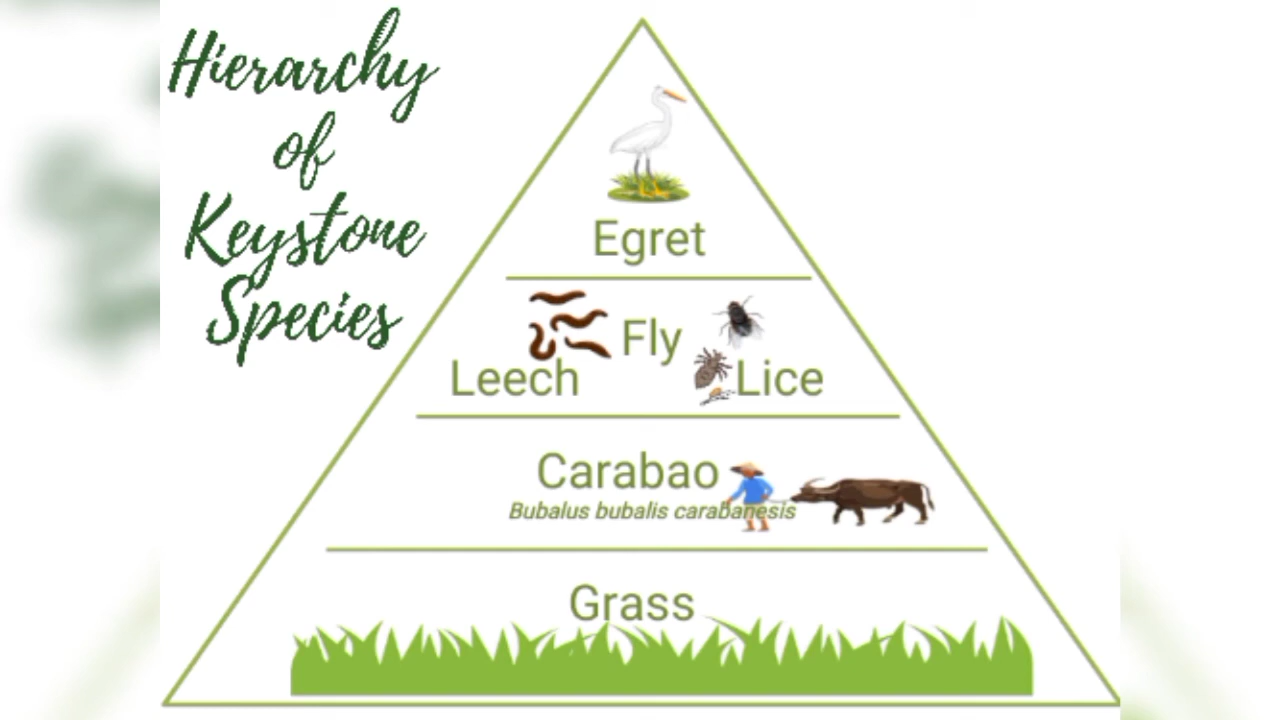 Hierarchy
of
Keystone
Species
Egret
Fly
Leech
Lice
Carabao
Bubalus bubalis carabanesis
Grass